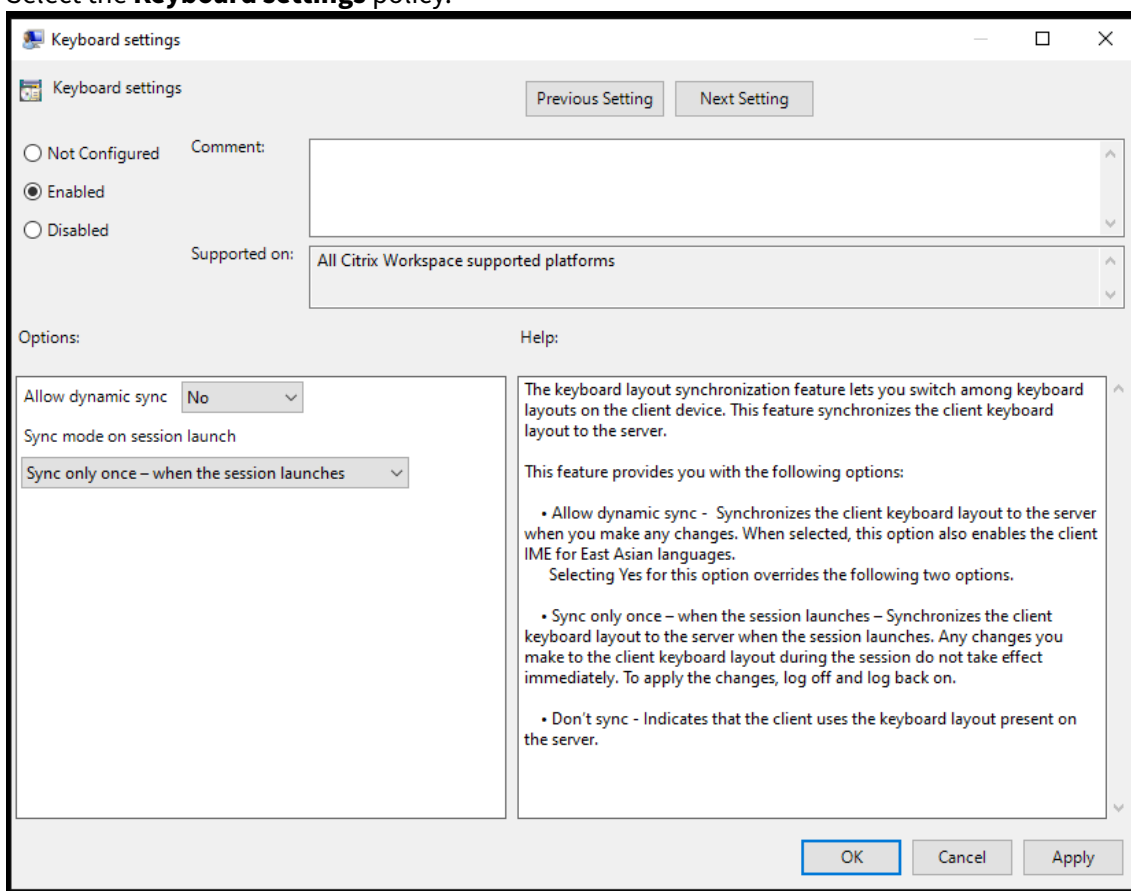 Select the Keyboard settings policy.
Keyboard settings
Keyboard settings
Previous Setting
Next Setting
Not Configured
Comment:
Enabled
Disabled
Supported on:
All Citrix Workspace supported platforms
Options:
Help:
Allow dynamic sync No
Sync mode on session launch
Sync only once – when the session launches
The keyboard layout synchronization feature lets you switch among keyboard
layouts on the client device. This feature synchronizes the client keyboard
layout to the server.
This feature provides you with the following options:
• Allow dynamic sync - Synchronizes the client keyboard layout to the server
when you make any changes. When selected, this option also enables the client
IME for East Asian languages.
Selecting Yes for this option overrides the following two options.
• Sync only once – when the session launches – Synchronizes the client
keyboard layout to the server when the session launches. Any changes you
make to the client keyboard layout during the session do not take effect
immediately. To apply the changes, log off and log back on.
• Don't sync - Indicates that the client uses the keyboard layout present on
the server.
OK
Cancel
Apply